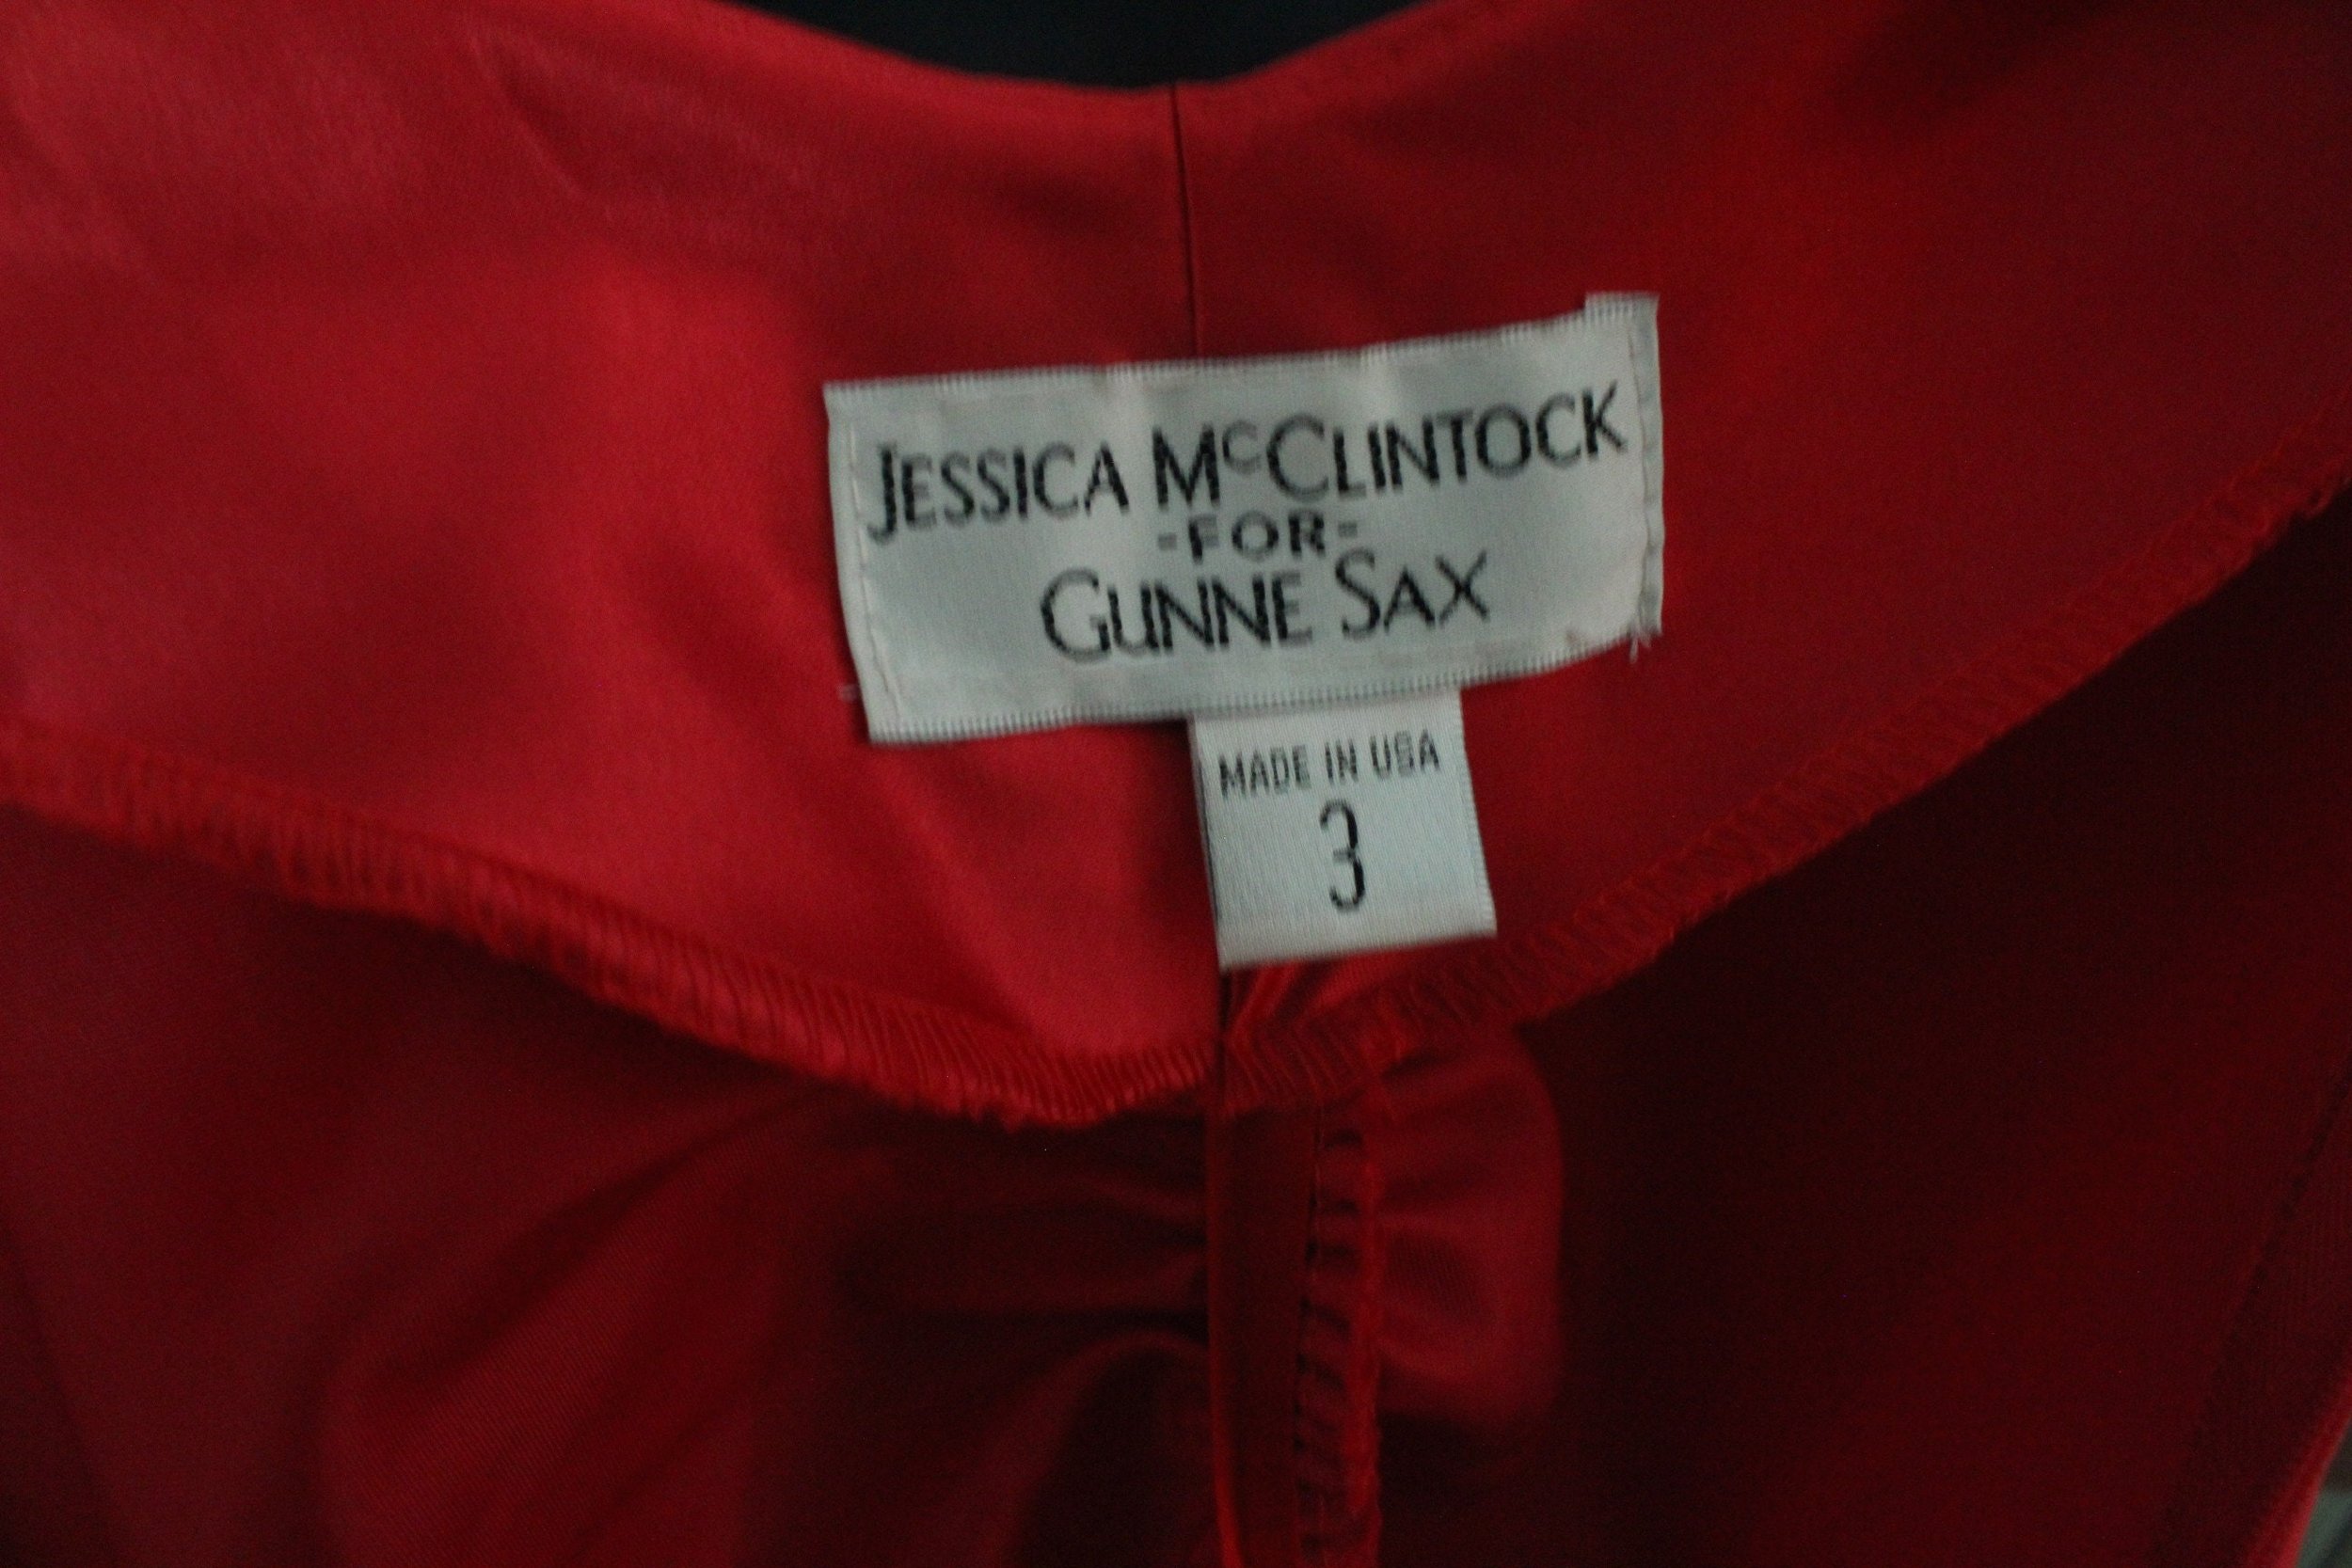 JESSICA McCLINTOCK
-FOR-
GUNNE SAX
MADE IN USA
3